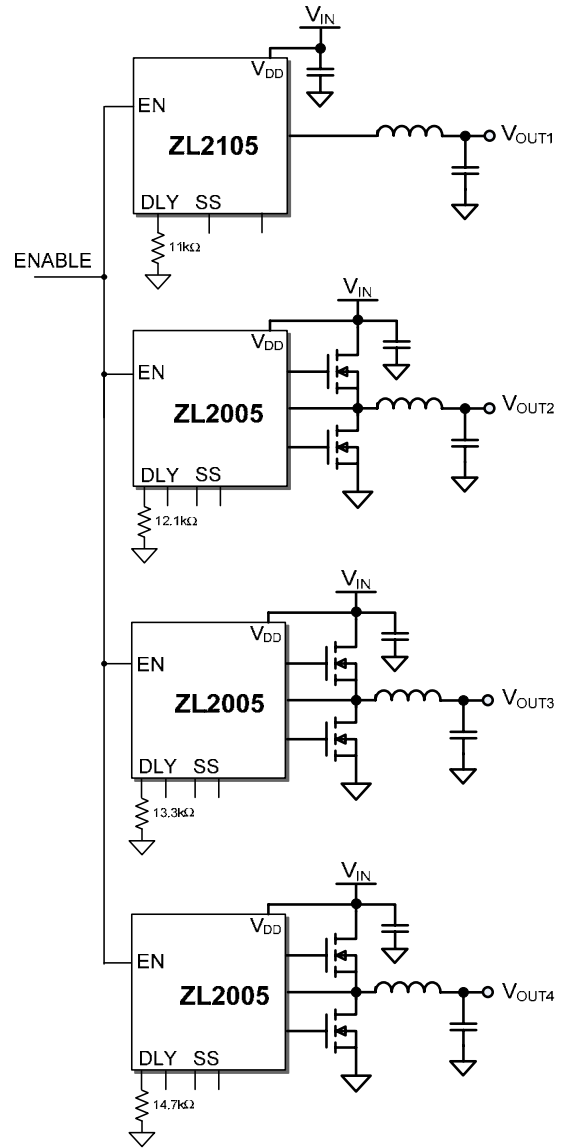 VIN
VDD
EN
ZL2105
VOUT1
DLY SS
11kΩ
ENABLE
VIN
VDD
EN
ZL2005
VOUT2
DLY SS
12.1kΩ
VIN
VDD
EN
ZL2005
VOUT3
DLY SS
13.3kΩ
VIN
VDD
EN
ZL2005
VOUT4
DLY SS
14.7kΩ